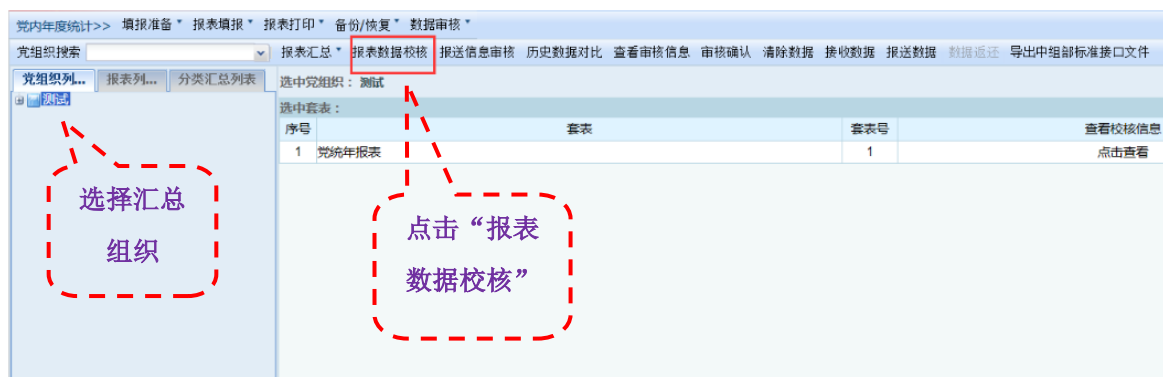 党内年度统计>> 填报准备 报表填报 报表打印 备份/恢复 数据审核
党组织搜索 报表汇总 报表数据校核 报送信息审核 历史数据对比 查看审核信息 审核确认 清除数据 接收数据 报送数据 数据返还 导出中组部标准接口文件
党组织列... 报表列... 分类汇总列表 选中党组织: 测试
测试
选中套表:
序号 套表 套表号 查看校核信息
1 党统年报表 1 点击查看
选择汇总
组织
点击“报表
数据校核”